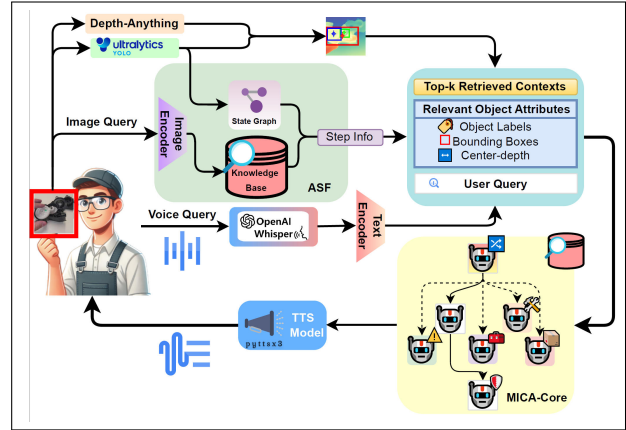 Depth-Anything
ultralytics
YOLO
Image Query
Image
Encoder
State Graph
Knowledge
Base
ASF
Step Info
Top-k Retrieved Contexts
Relevant Object Attributes
Object Labels
Bounding Boxes
Center-depth
User Query
Voice Query
OpenAI
Whisper
Text
Encoder
TTS
Model
pyttsx3
MICA-Core